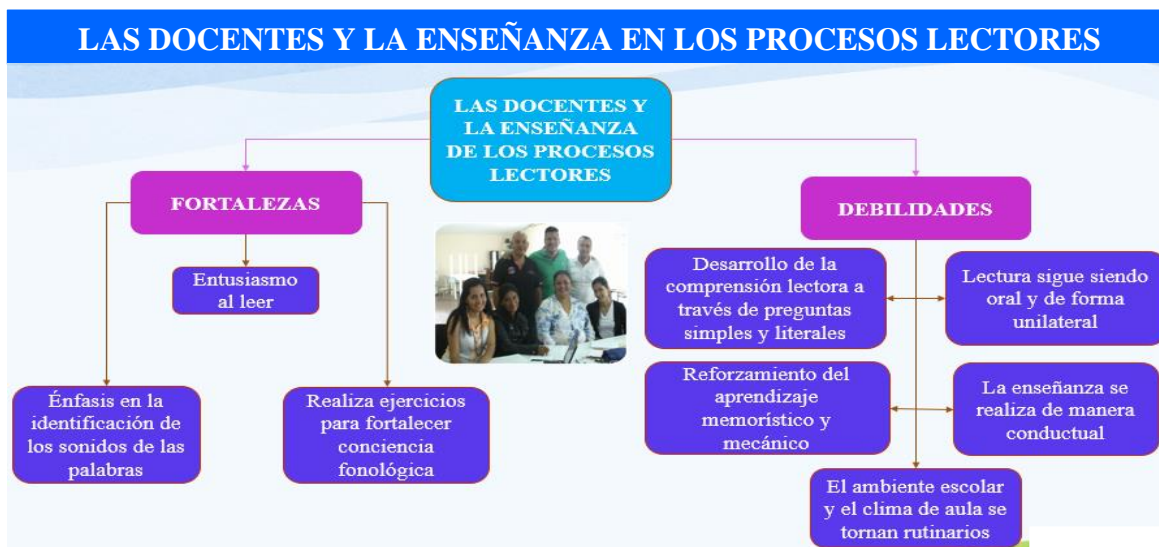 LAS DOCENTES Y LA ENSEÑANZA EN LOS PROCESOS LECTORES
LAS DOCENTES Y
LA ENSEÑANZA
DE LOS PROCESOS
LECTORES
FORTALEZAS
Entusiasmo
al leer
Énfasis en la
identificación de
los sonidos de las
palabras
Realiza ejercicios
para fortalecer
conciencia
fonológica
DEBILIDADES
Desarrollo de la
comprensión lectora a
través de preguntas
simples y literales
Lectura sigue siendo
oral y de forma
unilateral
Reforzamiento del
aprendizaje
memorístico y
mecánico
La enseñanza se
realiza de manera
conductual
El ambiente escolar
y el clima de aula se
tornan rutinarios